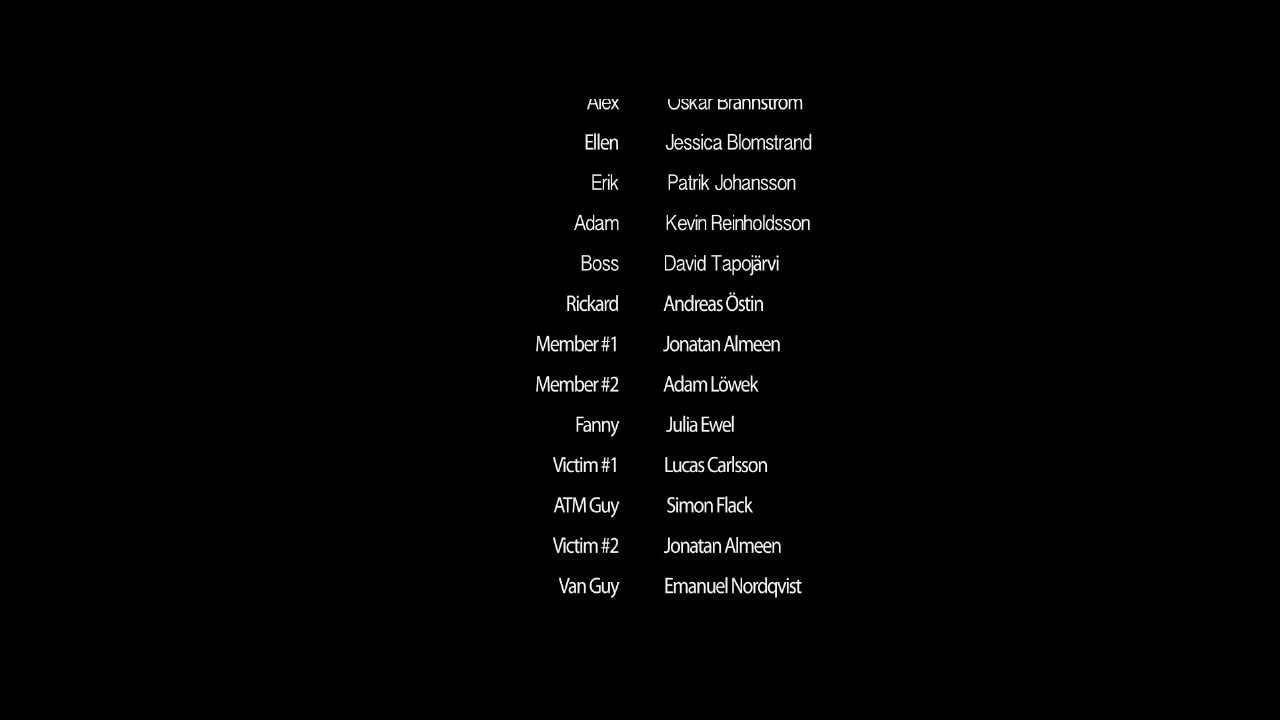 Alex Oskar Brännström
Ellen Jessica Blomstrand
Erik Patrik Johansson
Adam Kevin Reinholdsson
Boss David Tapojärvi
Rickard Andreas Östin
Member #1 Jonatan Almeen
Member #2 Adam Löwek
Fanny Julia Ewel
Victim #1 Lucas Carlsson
ATM Guy Simon Flack
Victim #2 Jonatan Almeen
Van Guy Emanuel Nordqvist